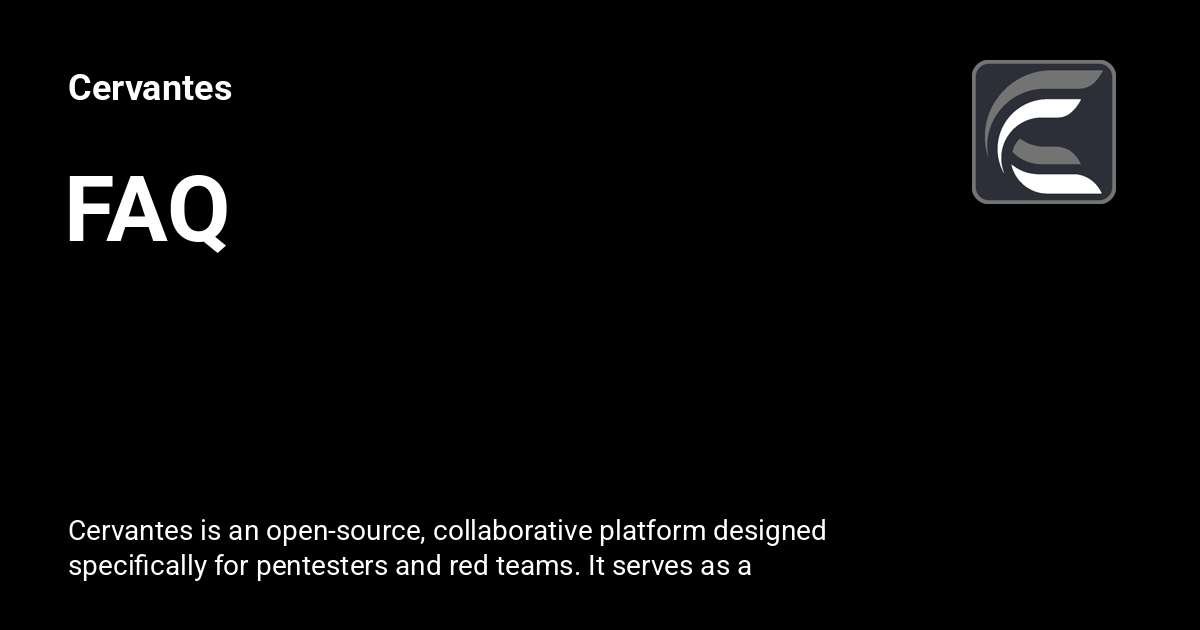 Cervantes
FAQ
Cervantes is an open-source, collaborative platform designed
specifically for pentesters and red teams. It serves as a